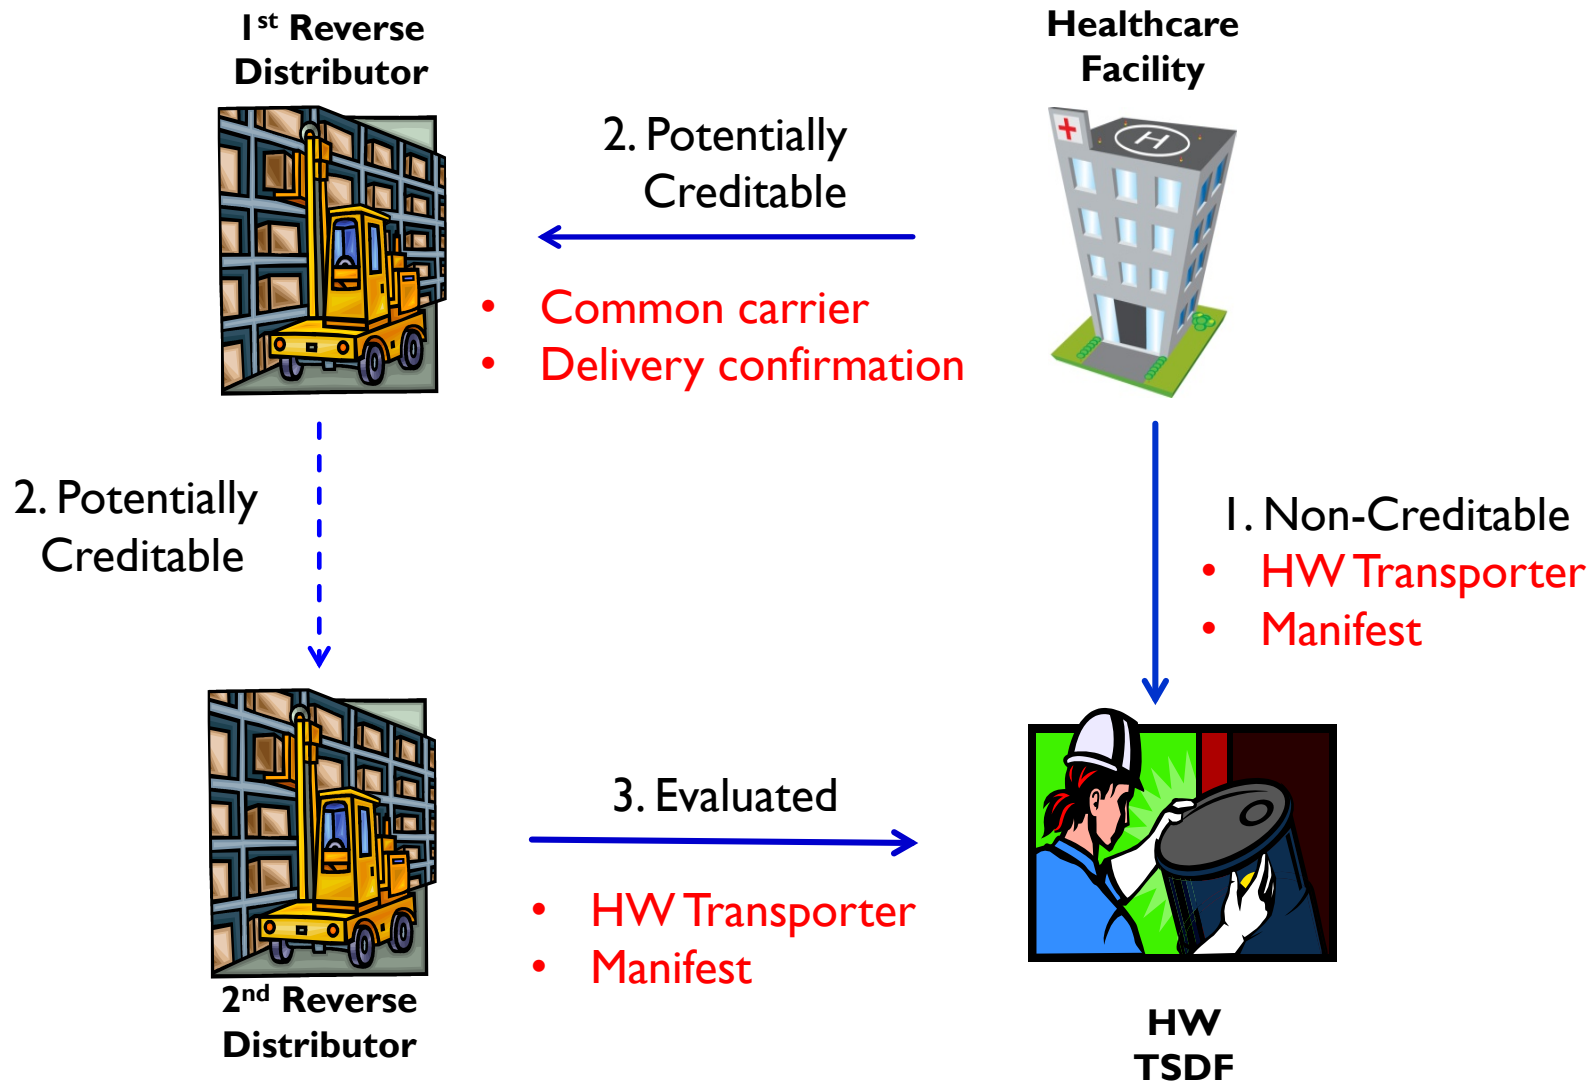 1st Reverse
Distributor
Healthcare
Facility
H
2. Potentially
Creditable
• Common carrier
• Delivery confirmation
2. Potentially
Creditable
1. Non-Creditable
• HW Transporter
• Manifest
3. Evaluated
• HW Transporter
• Manifest
2nd Reverse
Distributor
HW
TSDF